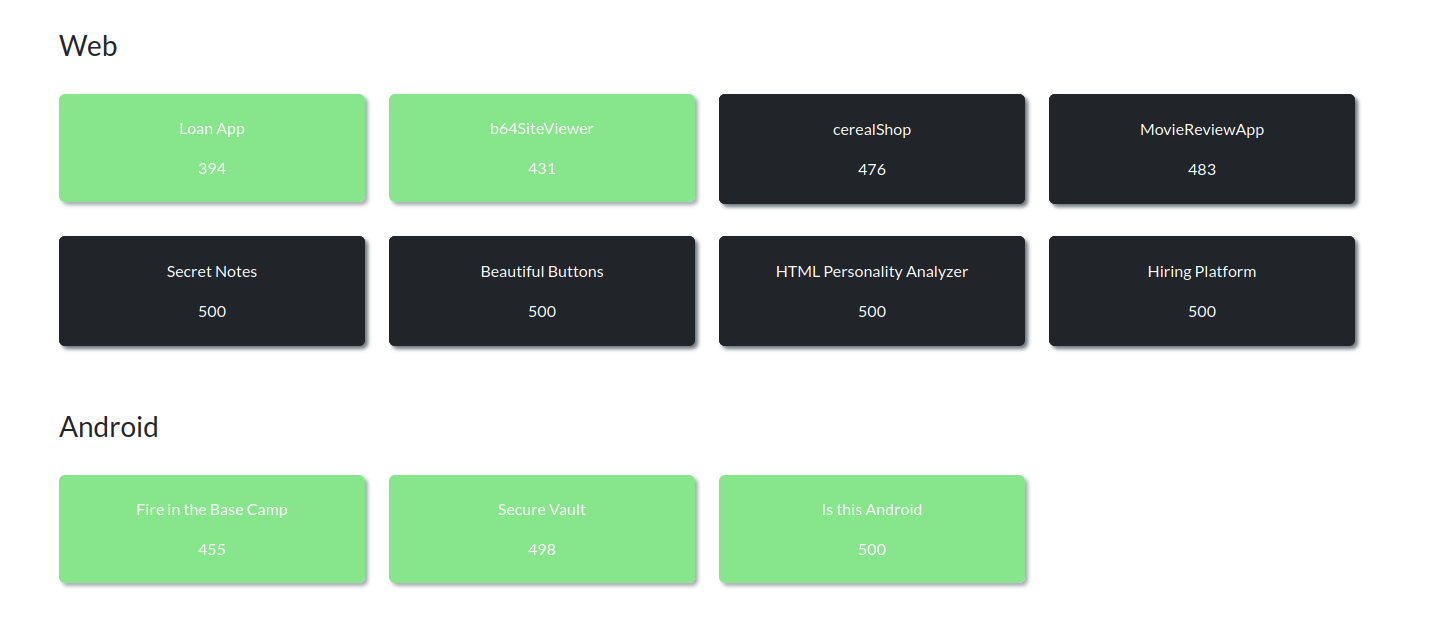 Web
Loan App
394
b64SiteViewer
431
cerealShop
476
MovieReviewApp
483
Secret Notes
500
Beautiful Buttons
500
HTML Personality Analyzer
500
Hiring Platform
500
Android
Fire in the Base Camp
455
Secure Vault
498
Is this Android
500